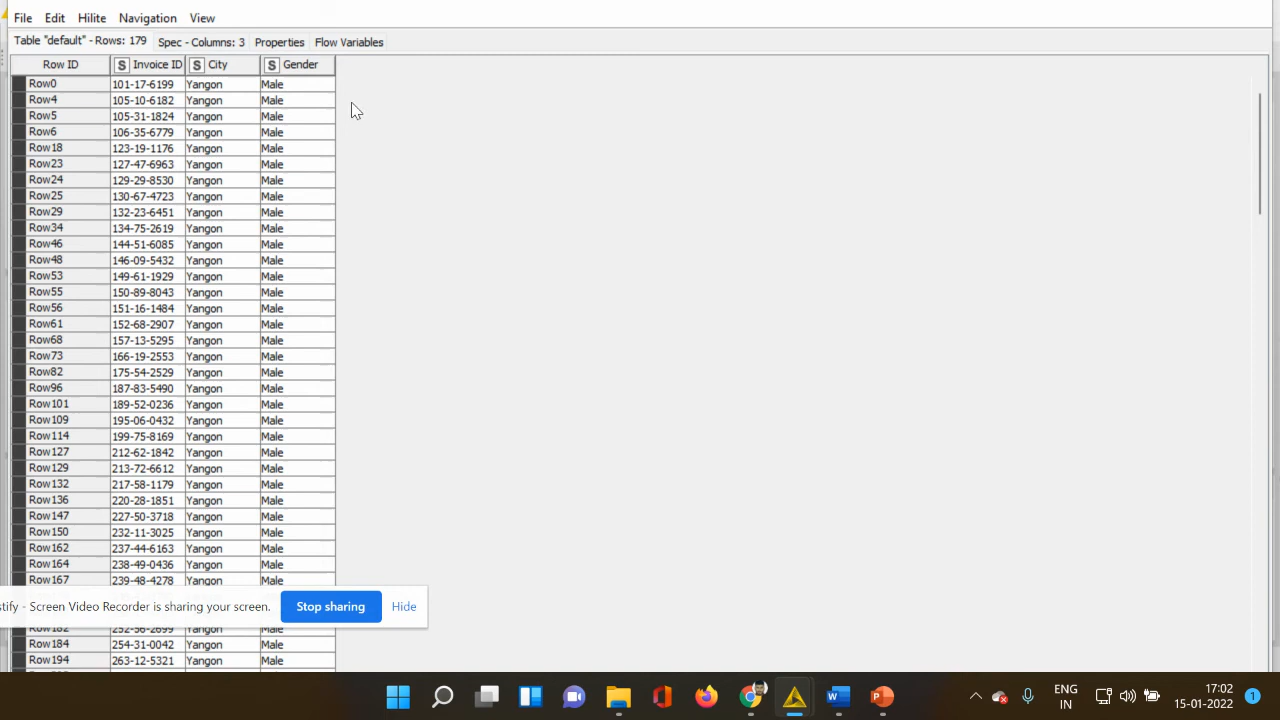 File Edit Hilite Navigation View
Table "default" - Rows: 179 Spec - Columns: 3 Properties Flow Variables
Row ID S Invoice ID S City S Gender
Row0 101-17-6199 Yangon Male
Row4 105-10-6182 Yangon Male
Row5 105-31-1824 Yangon Male
Row6 106-35-6779 Yangon Male
Row18 123-19-1176 Yangon Male
Row23 127-47-6963 Yangon Male
Row24 129-29-8530 Yangon Male
Row25 130-67-4723 Yangon Male
Row29 132-23-6451 Yangon Male
Row34 134-75-2619 Yangon Male
Row46 144-51-6085 Yangon Male
Row48 146-09-5432 Yangon Male
Row53 149-61-1929 Yangon Male
Row55 150-89-8043 Yangon Male
Row56 151-16-1484 Yangon Male
Row61 152-68-2907 Yangon Male
Row68 157-13-5295 Yangon Male
Row73 166-19-2553 Yangon Male
Row82 175-54-2529 Yangon Male
Row96 187-83-5490 Yangon Male
Row101 189-52-0236 Yangon Male
Row109 195-06-0432 Yangon Male
Row114 199-75-8169 Yangon Male
Row127 212-62-1842 Yangon Male
Row129 213-72-6612 Yangon Male
Row132 217-58-1179 Yangon Male
Row136 220-28-1851 Yangon Male
Row147 227-50-3718 Yangon Male
Row150 232-11-3025 Yangon Male
Row162 237-44-6163 Yangon Male
Row164 238-49-0436 Yangon Male
Row167 239-48-4278 Yangon Male
stify - Screen Video Recorder is sharing your screen. Stop sharing Hide
Row182 252-56-2699 Yangon Male
Row184 254-31-0042 Yangon Male
Row194 263-12-5321 Yangon Male
ENG 17:02
IN 15-01-2022 1